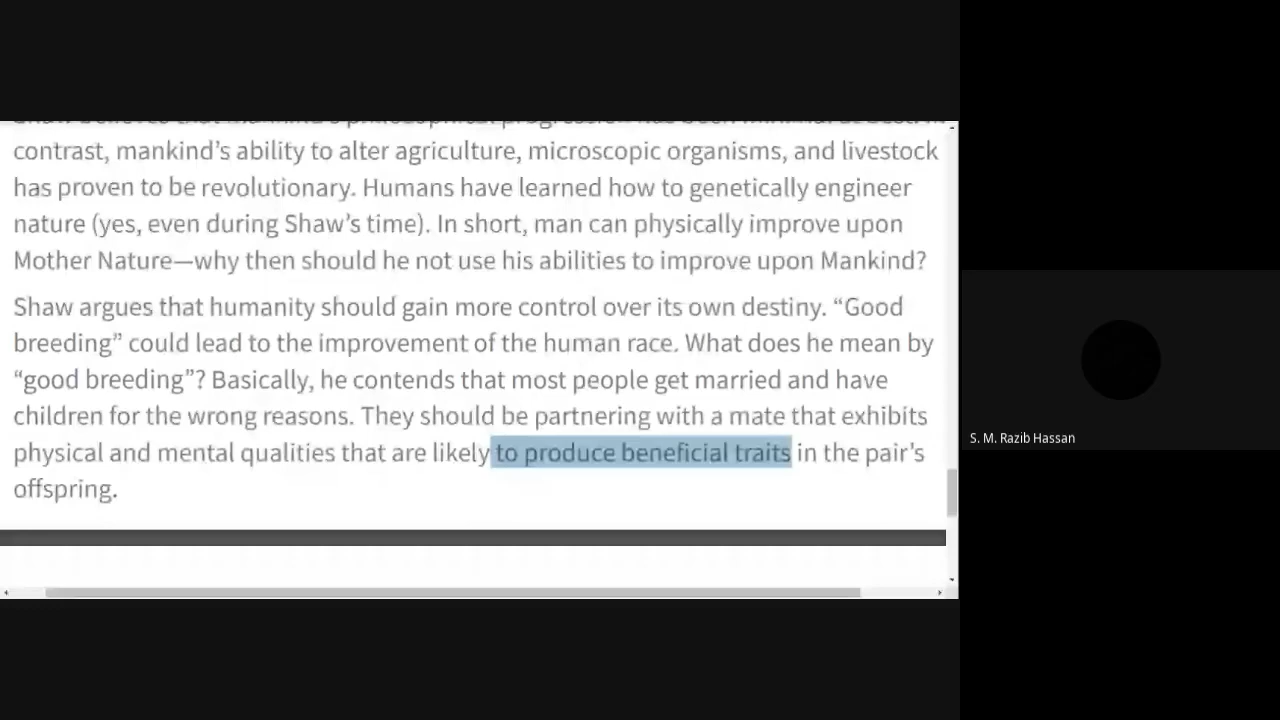 contrast, mankind’s ability to alter agriculture, microscopic organisms, and livestock
has proven to be revolutionary. Humans have learned how to genetically engineer
nature (yes, even during Shaw’s time). In short, man can physically improve upon
Mother Nature—why then should he not use his abilities to improve upon Mankind?
Shaw argues that humanity should gain more control over its own destiny. “Good
breeding” could lead to the improvement of the human race. What does he mean by
“good breeding”? Basically, he contends that most people get married and have
children for the wrong reasons. They should be partnering with a mate that exhibits
physical and mental qualities that are likely to produce beneficial traits in the pair’s
offspring.
S. M. Razib Hassan